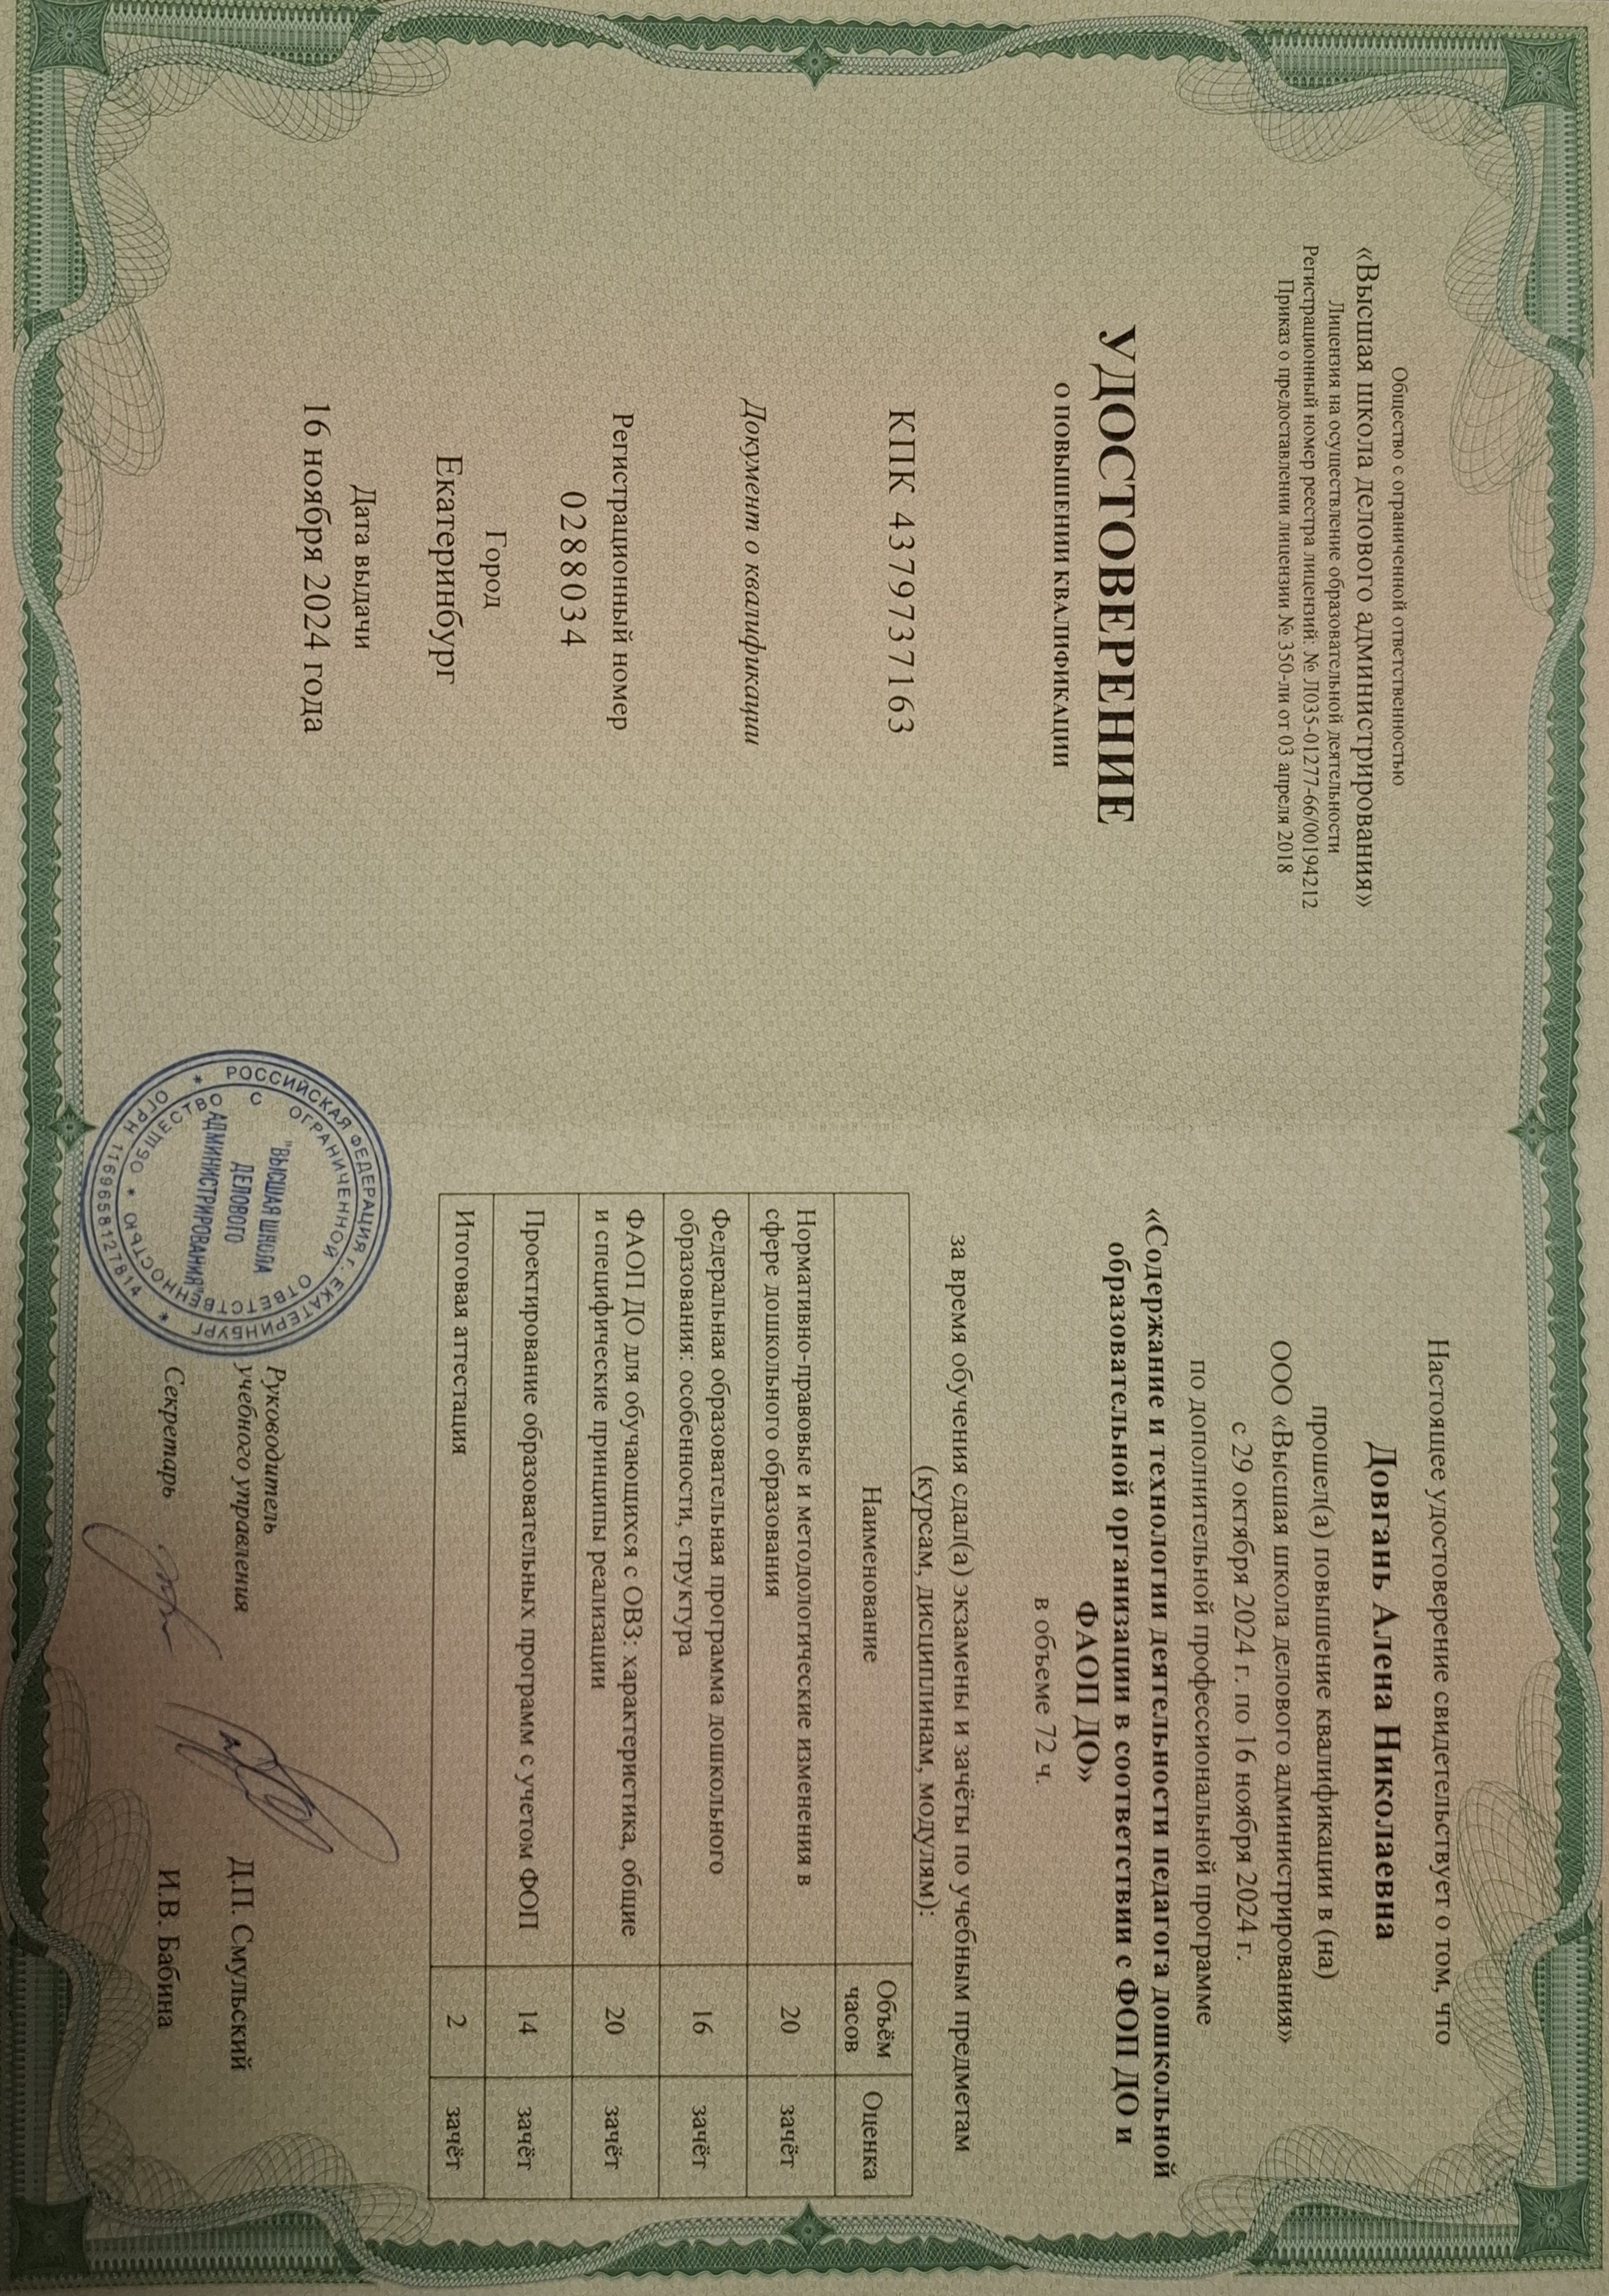 Общество с ограниченной ответственностью
«Высшая школа делового администрирования»
Лицензия на осуществление образовательной деятельности
Регистрационный номер реестра лицензий: № Л035-01277-66/00194212
Приказ о предоставлении лицензии № 350-ли от 03 апреля 2018
УДОСТОВЕРЕНИЕ
О ПОВЫШЕНИИ КВАЛИФИКАЦИИ
КПК 4379737163
Документ о квалификации
Регистрационный номер
0288034
Город
Екатеринбург
Дата выдачи
16 ноября 2024 года
Настоящее удостоверение свидетельствует о том, что
Довгань Алена Николаевна
прошел(а) повышение квалификации в (на)
ООО «Высшая школа делового администрирования»
с 29 октября 2024 г. по 16 ноября 2024 г.
по дополнительной профессиональной программе
«Содержание и технологии деятельности педагога дошкольной
образовательной организации в соответствии с ФОП ДО и
ФАОП ДО»
в объеме 72 ч.
за время обучения сдал(а) экзамены и зачёты по учебным предметам
(курсам, дисциплинам, модулям):
Наименование Объём часов Оценка
Нормативно-правовые и методологические изменения в
сфере дошкольного образования 20 зачёт
Федеральная образовательная программа дошкольного
образования: особенности, структура 16 зачёт
ФАОП ДО для обучающихся с ОВЗ: характеристика, общие
и специфические принципы реализации 20 зачёт
Проектирование образовательных программ с учетом ФОП 14 зачёт
Итоговая аттестация 2 зачёт
РОССИЙСКАЯ ФЕДЕРАЦИЯ г. ЕКАТЕРИНБУРГ
ОГРН 1169658127814
ОБЩЕСТВО С ОГРАНИЧЕННОЙ ОТВЕТСТВЕННОСТЬЮ
"ВЫСШАЯ ШКОЛА
ДЕЛОВОГО
АДМИНИСТРИРОВАНИЯ"
Руководитель
учебного управления Д.П. Смульский
Секретарь И.В. Бабина